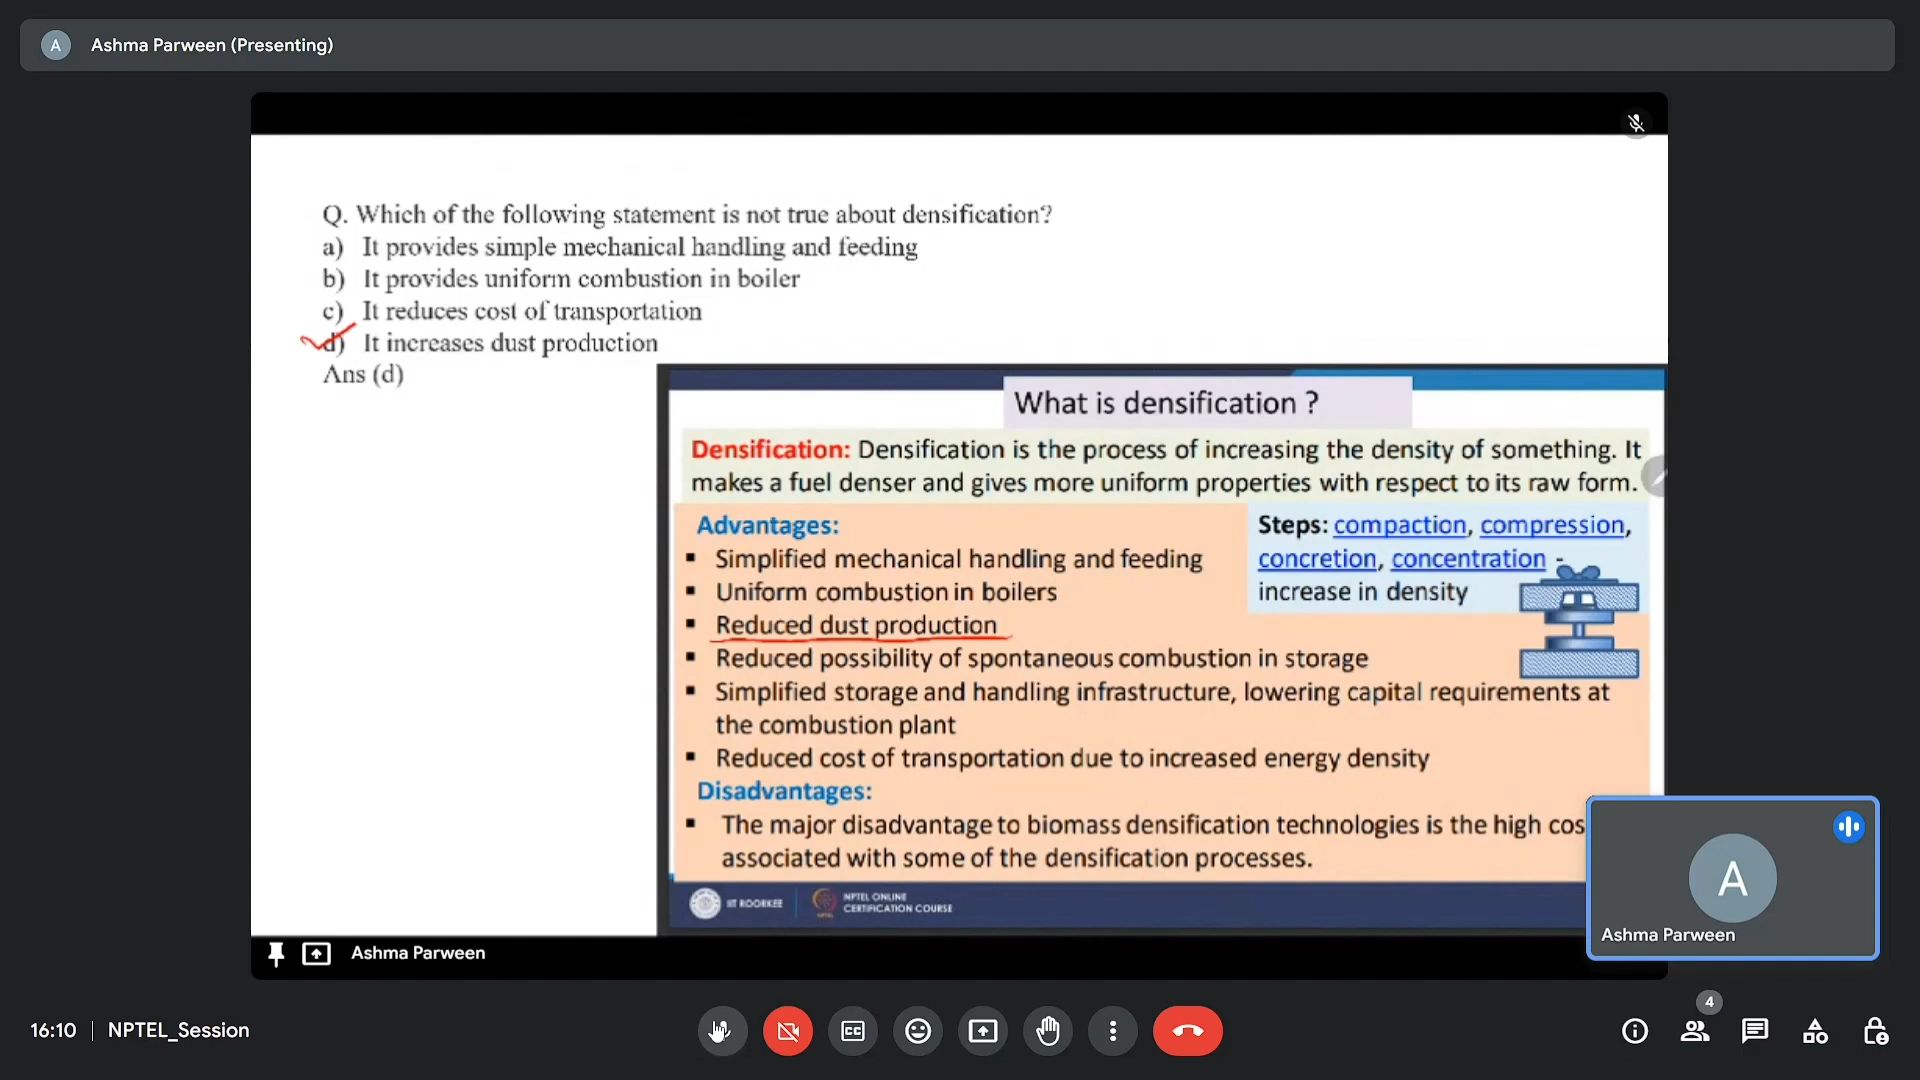 A Ashma Parween (Presenting)
Q. Which of the following statement is not true about densification?
a) It provides simple mechanical handling and feeding
b) It provides uniform combustion in boiler
c) It reduces cost of transportation
d) It increases dust production
Ans (d)
What is densification ?
Densification: Densification is the process of increasing the density of something. It
makes a fuel denser and gives more uniform properties with respect to its raw form.
Advantages:
▪ Simplified mechanical handling and feeding
▪ Uniform combustion in boilers
▪ Reduced dust production
▪ Reduced possibility of spontaneous combustion in storage
▪ Simplified storage and handling infrastructure, lowering capital requirements at
the combustion plant
▪ Reduced cost of transportation due to increased energy density
Steps: compaction, compression,
concretion, concentration -
increase in density
Disadvantages:
▪ The major disadvantage to biomass densification technologies is the high cos
associated with some of the densification processes.
IIT ROORKEE
NPTEL ONLINE
CERTIFICATION COURSE
A
Ashma Parween
Ashma Parween
16:10 | NPTEL_Session
4